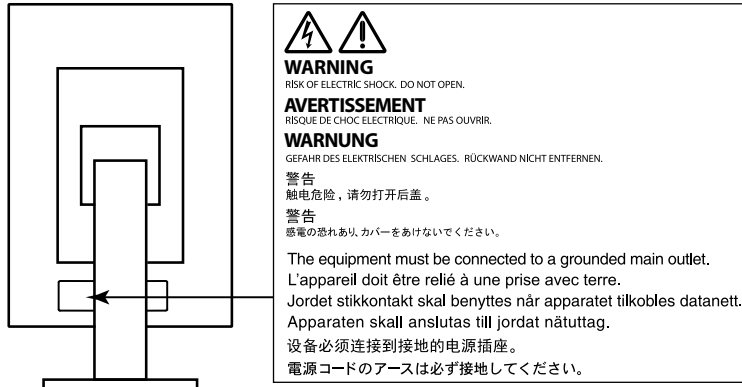 WARNING
RISK OF ELECTRIC SHOCK. DO NOT OPEN.
AVERTISSEMENT
RISQUE DE CHOC ELECTRIQUE. NE PAS OUVRIR.
WARNUNG
GEFAHR DES ELEKTRISCHEN SCHLAGES. RÜCKWAND NICHT ENTFERNEN.
警告
触电危险，请勿打开后盖。
警告
感電の恐れあり、カバーをあけないでください。
The equipment must be connected to a grounded main outlet.
L'appareil doit être relié à une prise avec terre.
Jordet stikkontakt skal benyttes når apparatet tilkobles datanett.
Apparaten skall anslutas till jordat nätuttag.
设备必须连接到接地的电源插座。
電源コードのアースは必ず接地してください。